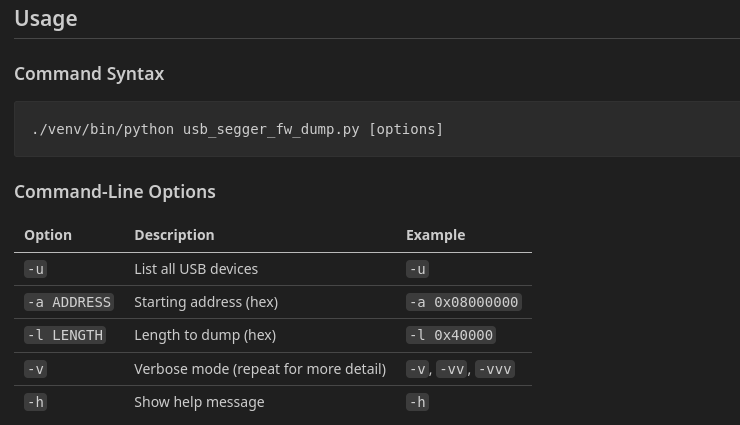 Usage
Command Syntax
./venv/bin/python usb_segger_fw_dump.py [options]
Command-Line Options
Option Description Example
-u List all USB devices -u
-a ADDRESS Starting address (hex) -a 0x08000000
-l LENGTH Length to dump (hex) -l 0x40000
-v Verbose mode (repeat for more detail) -v, -vv, -vvv
-h Show help message -h